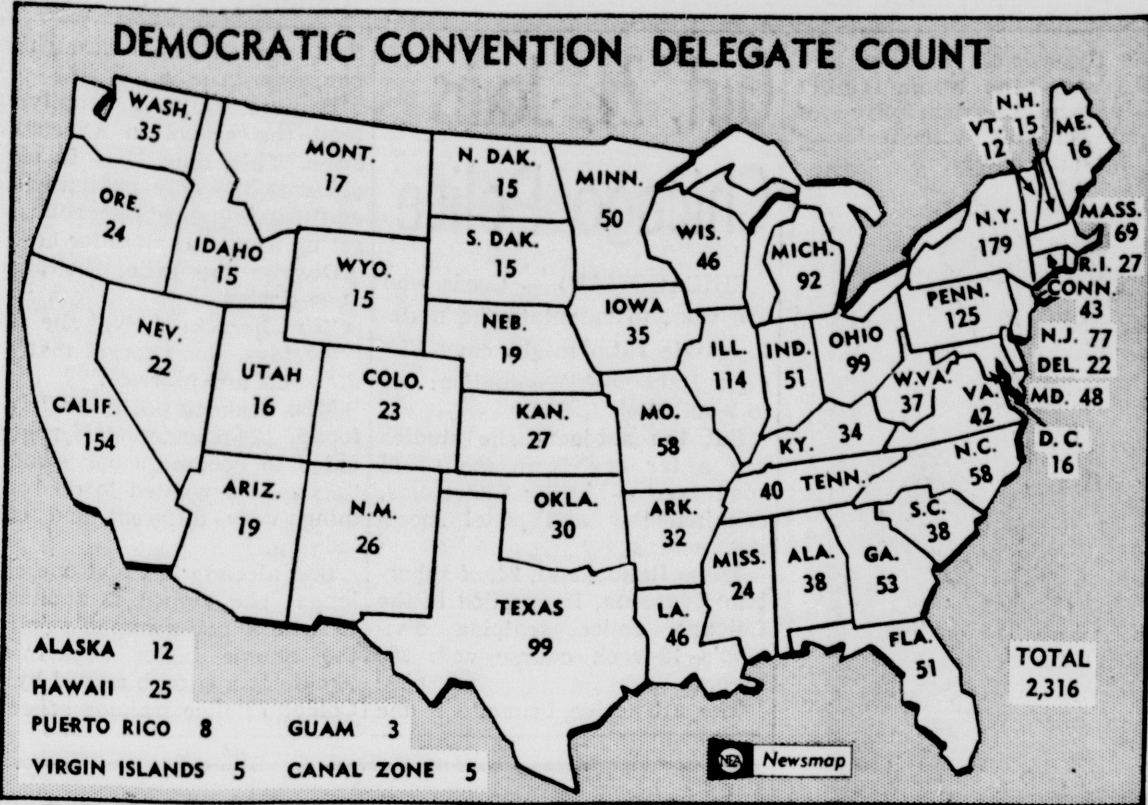 DEMOCRATIC CONVENTION DELEGATE COUNT
WASH.
35
MONT.
17
N. DAK.
15
MINN.
50
N.H.
15
VT.
12
ME.
16
ORE.
24
IDAHO
15
WYO.
15
S. DAK.
15
WIS.
46
MICH.
92
N.Y.
179
MASS.
69
R.I. 27
CONN.
43
NEV.
22
UTAH
16
COLO.
23
NEB.
19
IOWA
35
ILL.
114
IND.
51
OHIO
99
PENN.
125
N.J. 77
DEL. 22
MD. 48
W.VA.
37
VA.
42
D. C.
16
CALIF.
154
KAN.
27
MO.
58
KY.
34
N.C.
58
ARIZ.
19
N.M.
26
OKLA.
30
ARK.
32
40 TENN.
S.C.
38
TEXAS
99
LA.
46
MISS.
24
ALA.
38
GA.
53
FLA.
51
ALASKA 12
HAWAII 25
PUERTO RICO 8
GUAM 3
VIRGIN ISLANDS 5
CANAL ZONE 5
TOTAL
2,316
NEA Newsmap